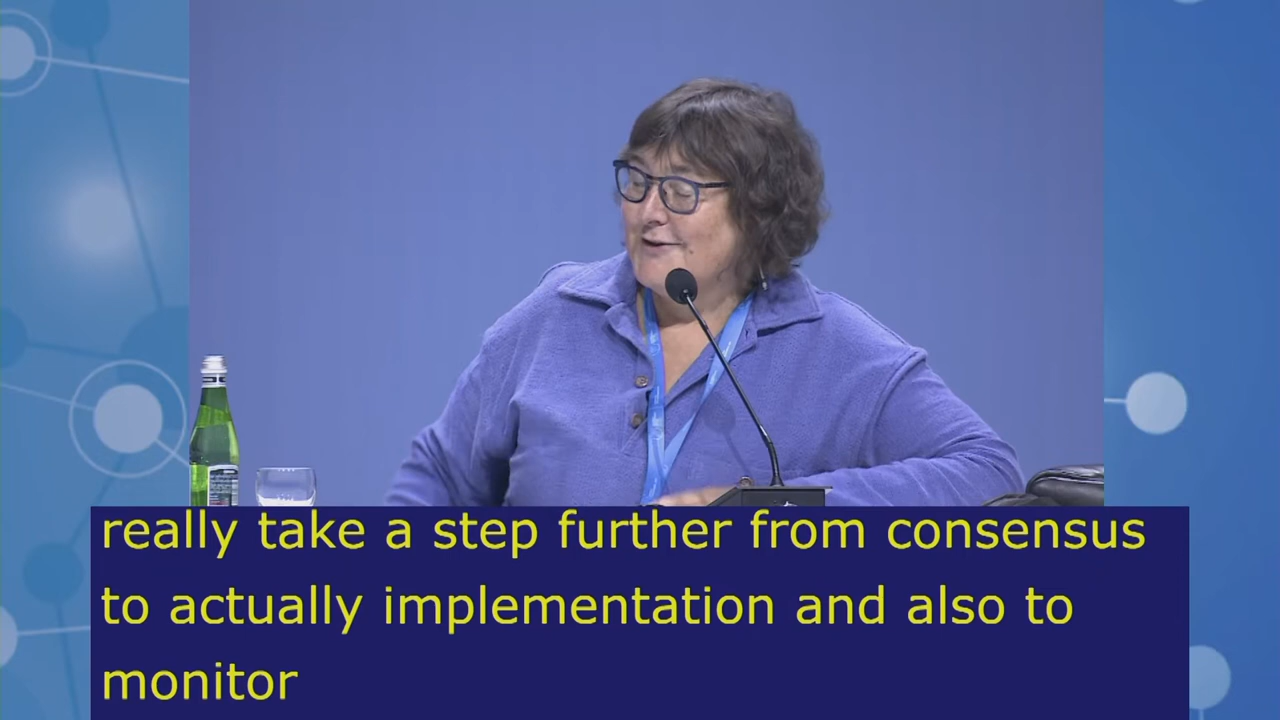 really take a step further from consensus
to actually implementation and also to
monitor